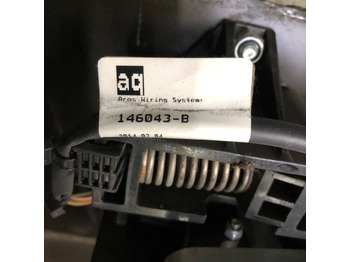 aq
Aros Wiring Systems
146043-B